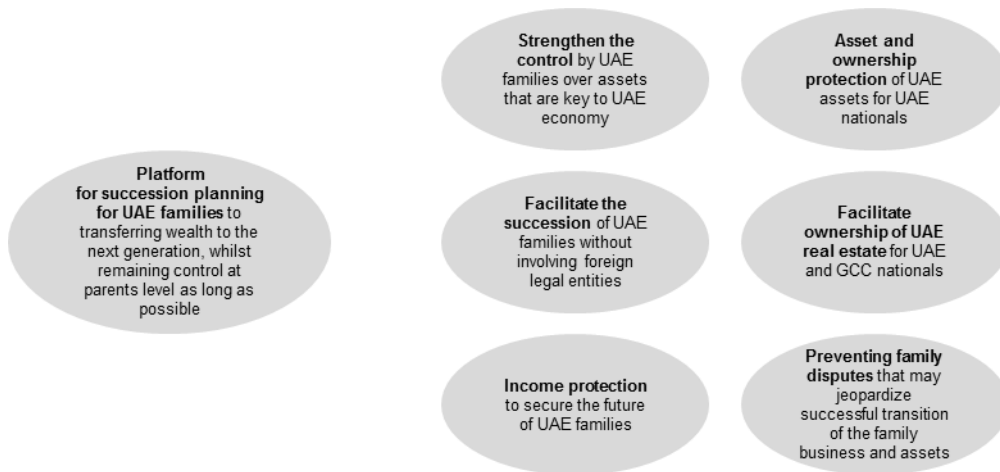 Platform
for succession planning
for UAE families to
transferring wealth to the
next generation, whilst
remaining control at
parents level as long as
possible
Strengthen the
control by UAE
families over assets
that are key to UAE
economy
Asset and
ownership
protection of UAE
assets for UAE
nationals
Facilitate the
succession of UAE
families without
involving foreign
legal entities
Facilitate
ownership of UAE
real estate for UAE
and GCC nationals
Income protection
to secure the future
of UAE families
Preventing family
disputes that may
jeopardize
successful transition
of the family
business and assets